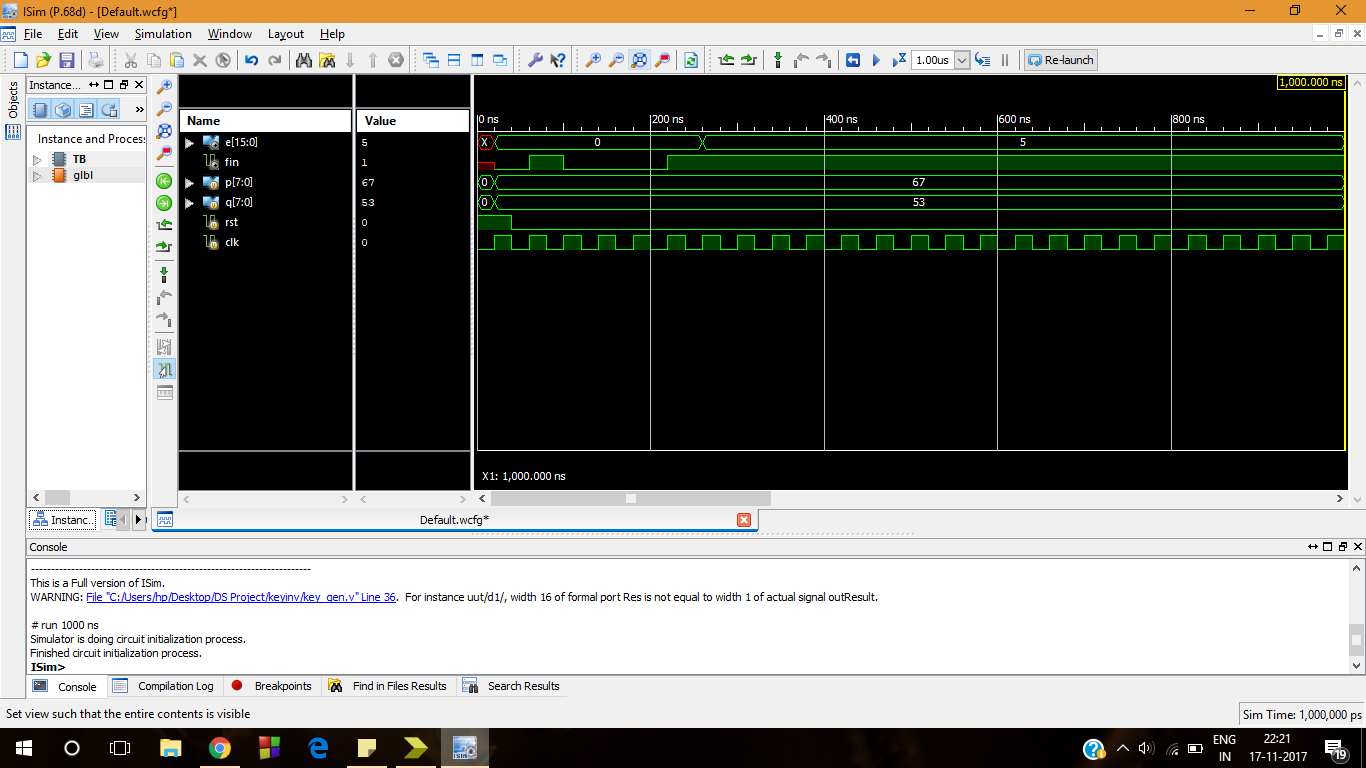 ISim (P.68d) - [Default.wcfg*]
File Edit View Simulation Window Layout Help
1.00us
Re-launch
Objects
Instance...
»
Instance and Proces
TB
glbl
Instanc..
Name Value
e[15:0] 5
fin 1
p[7:0] 67
q[7:0] 53
rst 0
clk 0
1,000.000 ns
0 ns 200 ns 400 ns 600 ns 800 ns
X 0 5
0 67
0 53
X1: 1,000.000 ns
Default.wcfg*
Console
--------------------------------------------------------------------
This is a Full version of ISim.
WARNING: File "C:/Users/hp/Desktop/DS Project/keyinv/key_gen.v" Line 36. For instance uut/d1/, width 16 of formal port Res is not equal to width 1 of actual signal outResult.
# run 1000 ns
Simulator is doing circuit initialization process.
Finished circuit initialization process.
ISim>
Console Compilation Log Breakpoints Find in Files Results Search Results
Set view such that the entire contents is visible
Sim Time: 1,000,000 ps
ENG
IN
22:21
17-11-2017
19